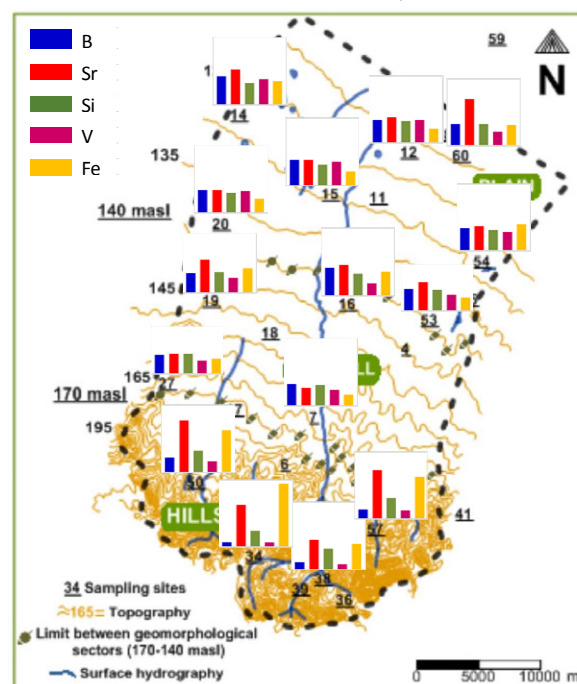 B
Sr
Si
V
Fe
59
N
14
12
60
135
15
11
140 masl
20
54
19
145
16
53
18
4
165
27
170 masl
7
7
195
6
50
57
41
HILLS
34
38
39
36
34 Sampling sites
≈165= Topography
Limit between geomorphological
sectors (170-140 masl)
Surface hydrography
0 5000 10000 m